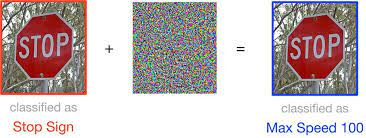 STOP
+
=
STOP
classified as
Stop Sign
classified as
Max Speed 100